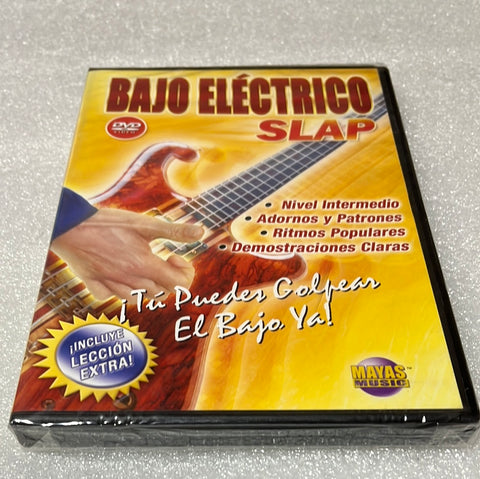 BAJO ELÉCTRICO
DVD
VIDEO
SLAP
• Nivel Intermedio
• Adornos y Patrones
• Ritmos Populares
• Demostraciones Claras
¡Tú Puedes Golpear
El Bajo Ya!
¡INCLUYE
LECCIÓN
EXTRA!
MAYAS
MUSIC